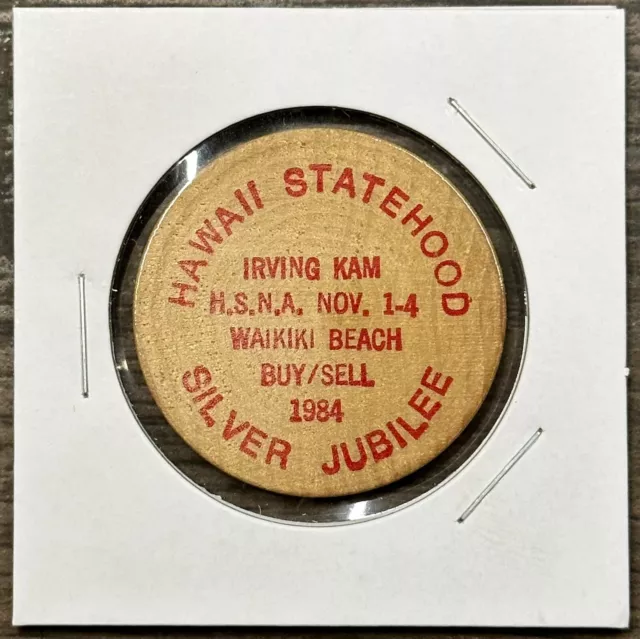 HAWAII STATEHOOD
IRVING KAM
H.S.N.A. NOV. 1-4
WAIKIKI BEACH
BUY/SELL
1984
SILVER JUBILEE